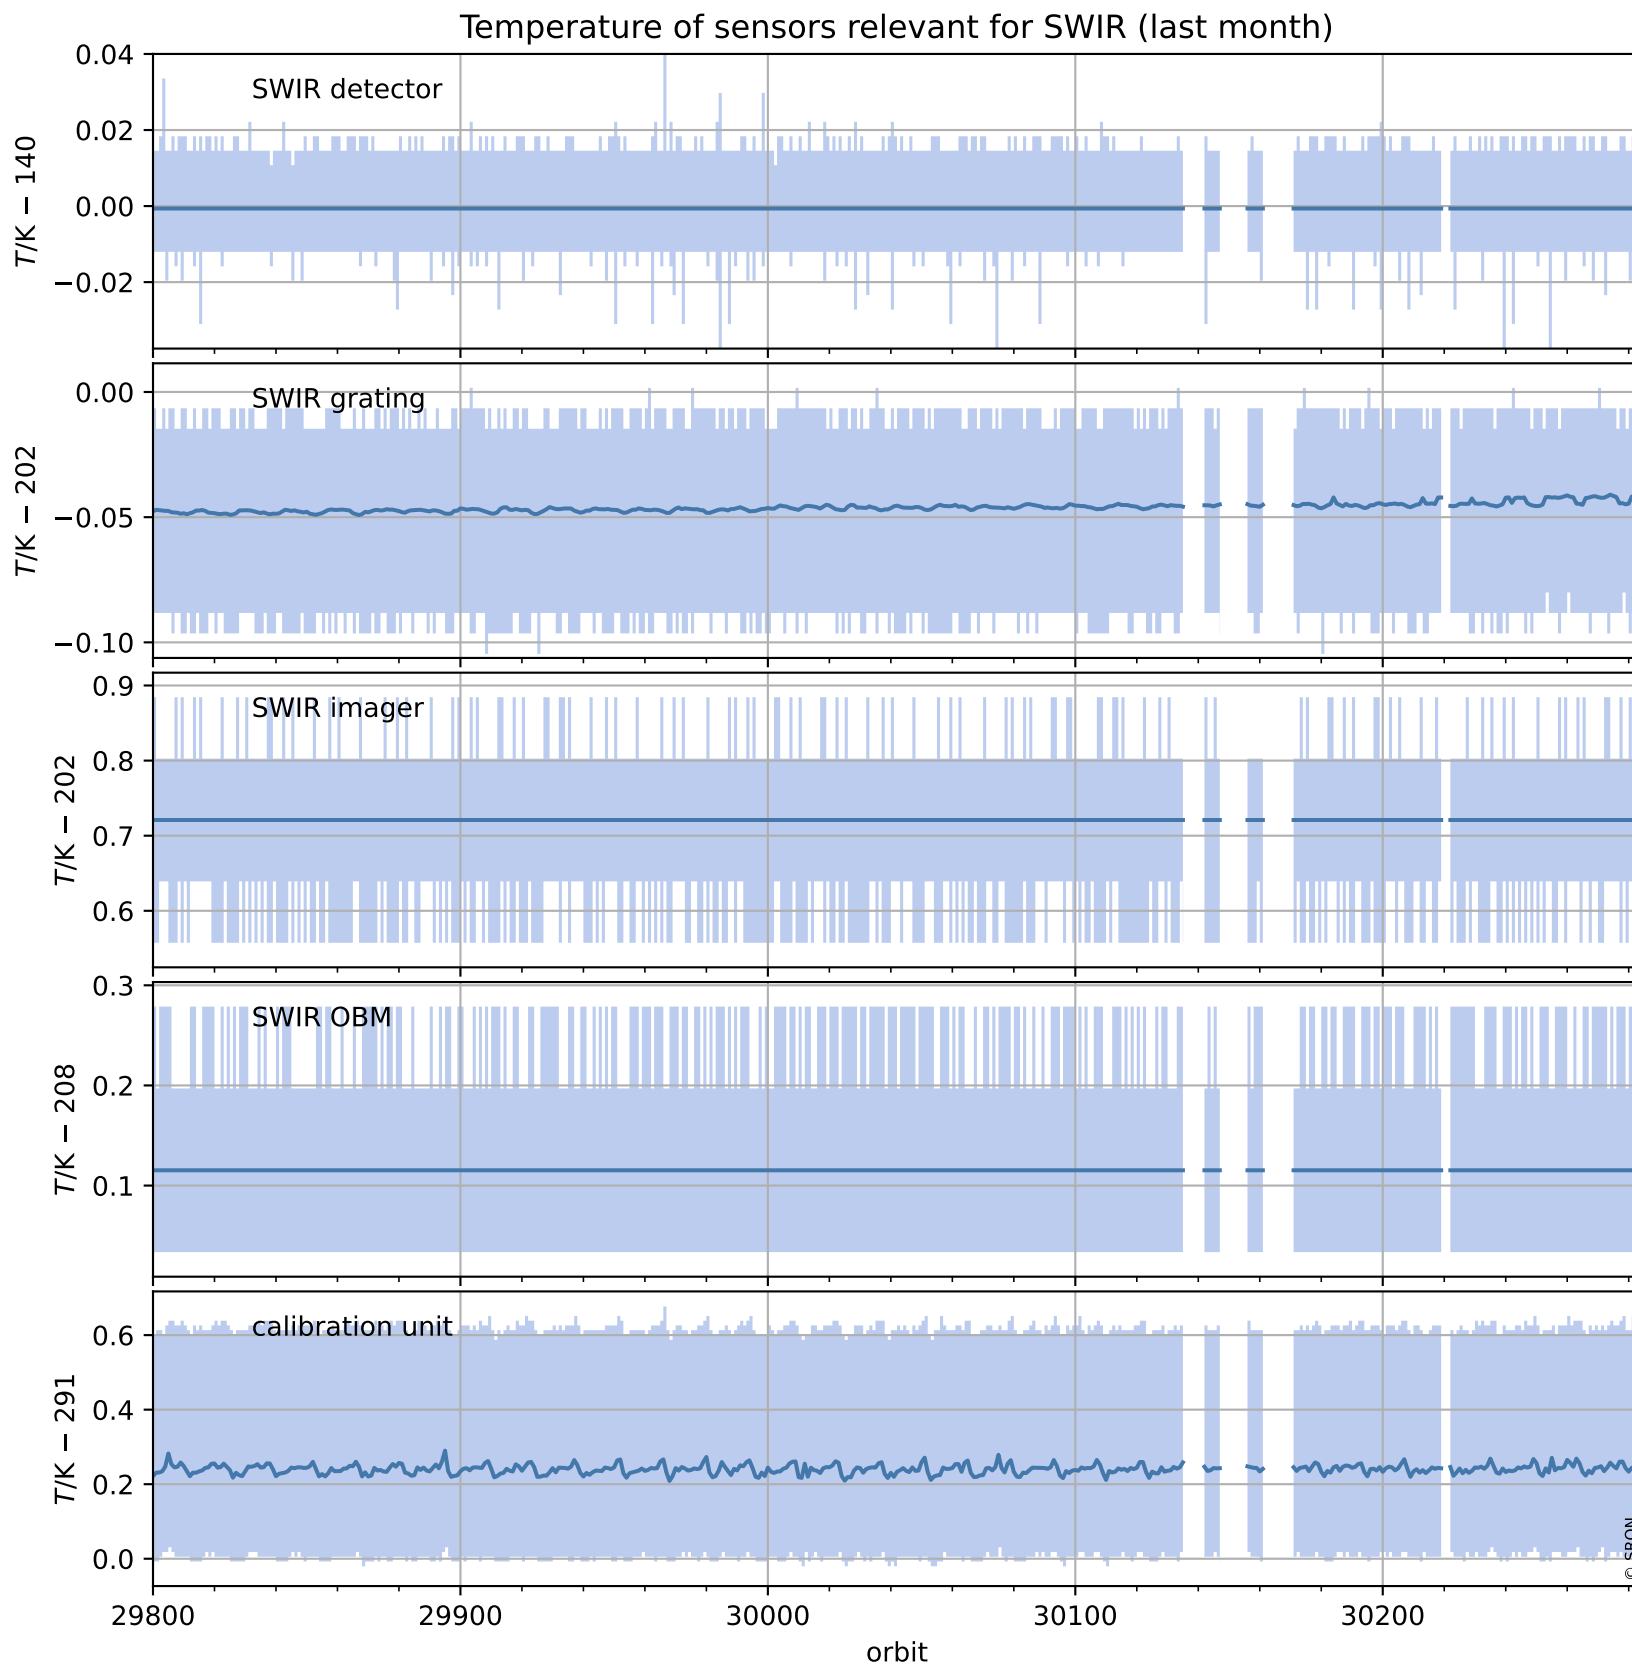 Temperature of sensors relevant for SWIR (last month)
0.04
0.02
0.00
−0.02
T/K − 140
SWIR detector
0.00
−0.05
−0.10
T/K − 202
SWIR grating
0.9
0.8
0.7
0.6
T/K − 202
SWIR imager
0.3
0.2
0.1
T/K − 208
SWIR OBM
0.6
0.4
0.2
0.0
T/K − 291
calibration unit
29800 29900 30000 30100 30200
orbit
© SRON